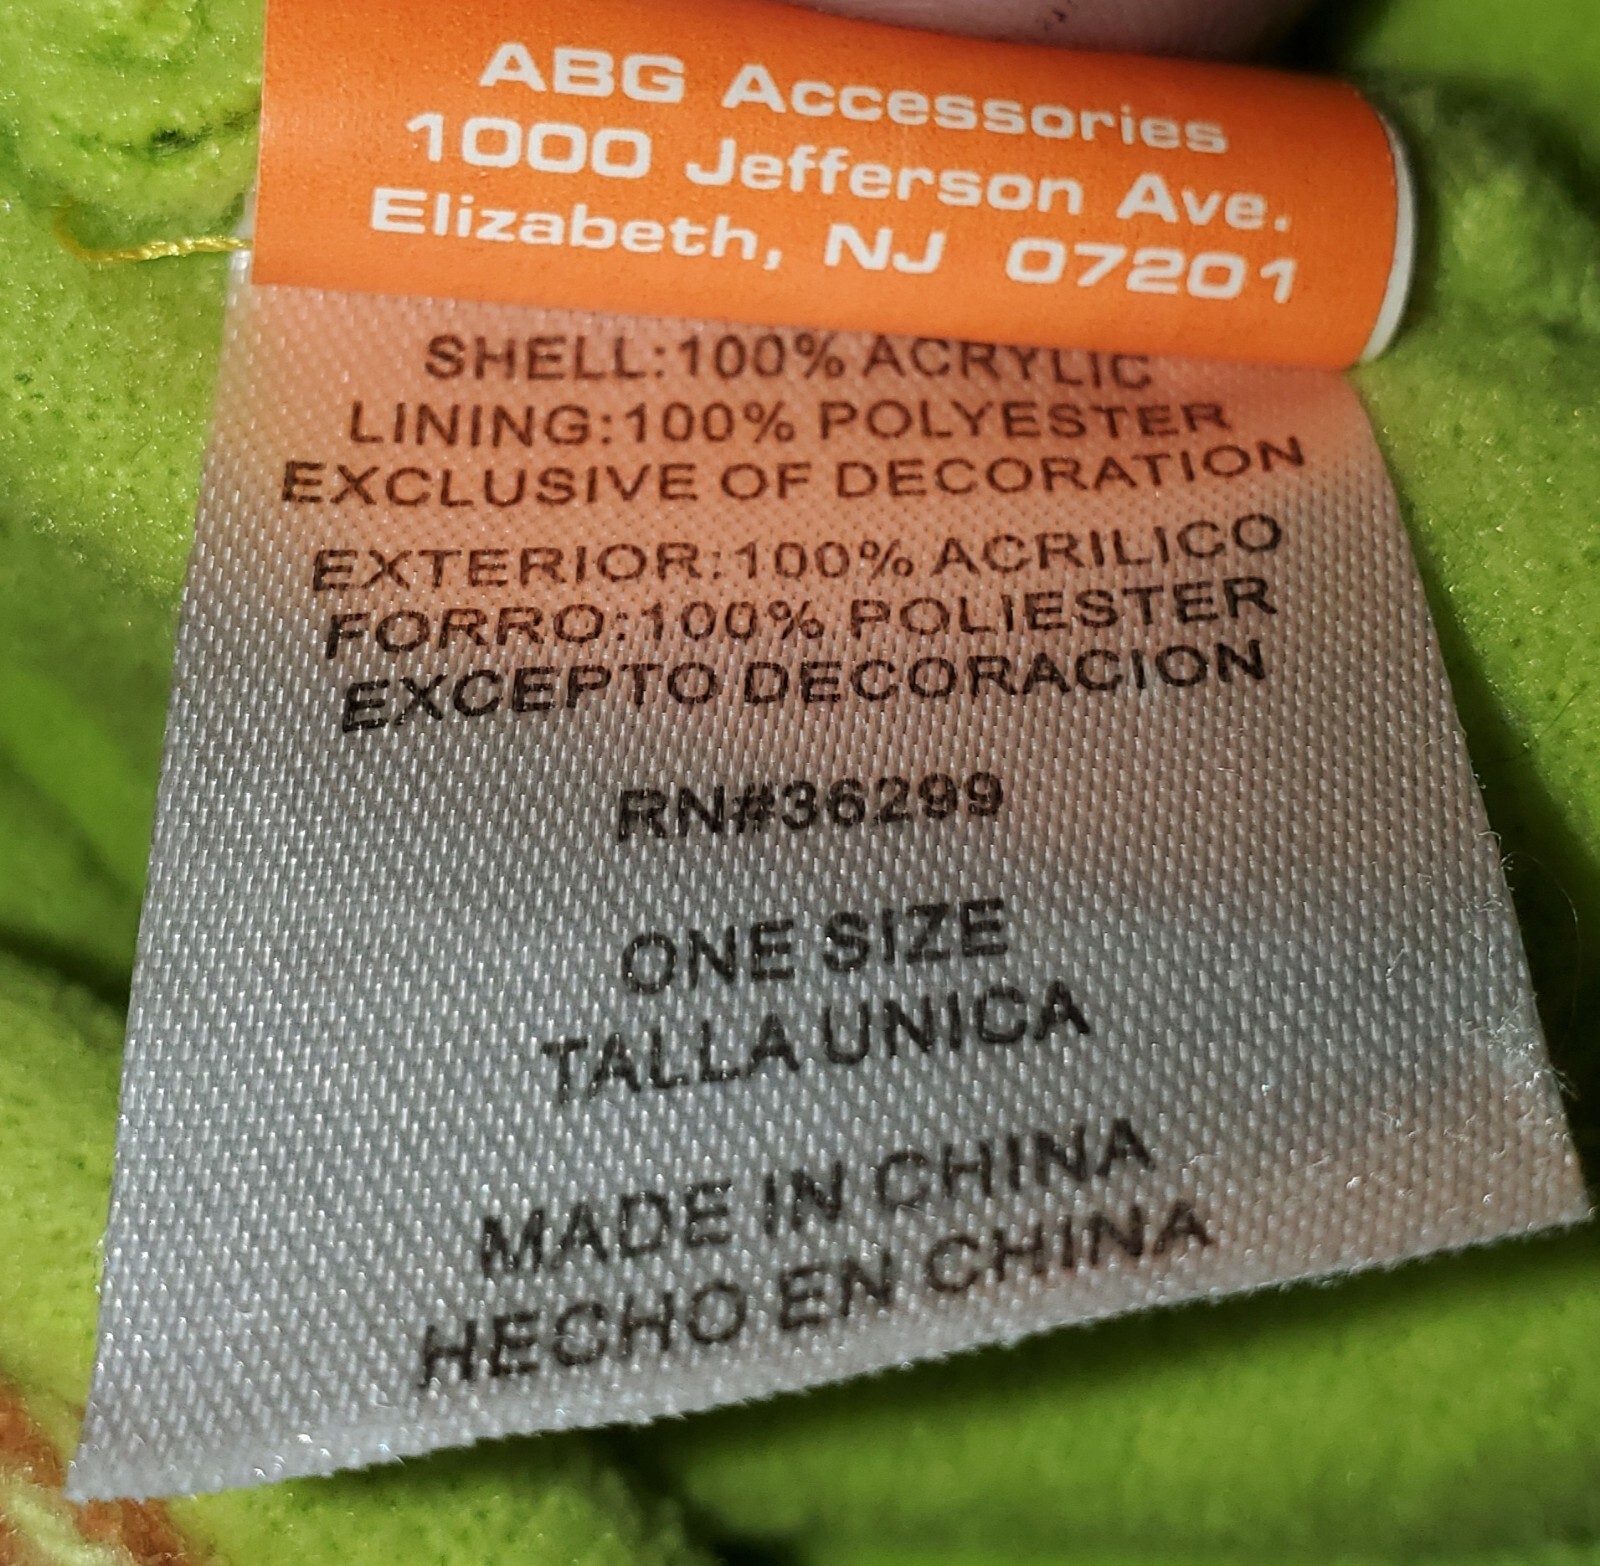 ABG Accessories
1000 Jefferson Ave.
Elizabeth, NJ 07201
SHELL:100% ACRYLIC
LINING:100% POLYESTER
EXCLUSIVE OF DECORATION
EXTERIOR:100% ACRILICO
FORRO:100% POLIESTER
EXCEPTO DECORACION
RN#36299
ONE SIZE
TALLA UNICA
MADE IN CHINA
HECHO EN CHINA